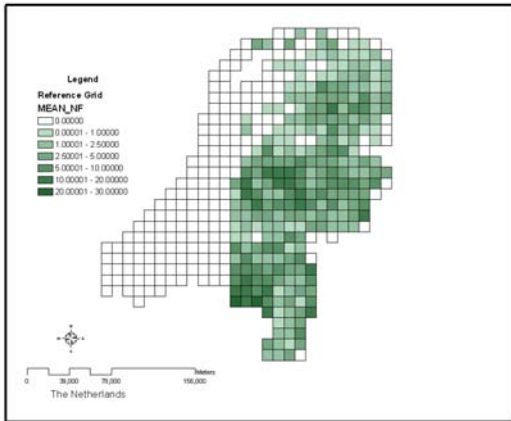 Legend
Reference Grid
MEAN_NF
0.00000
0.00001 - 1.00000
1.00001 - 2.50000
2.50001 - 5.00000
5.00001 - 10.00000
10.00001 - 20.00000
20.00001 - 30.00000
Meters
0 39,000 78,000 156,000
The Netherlands